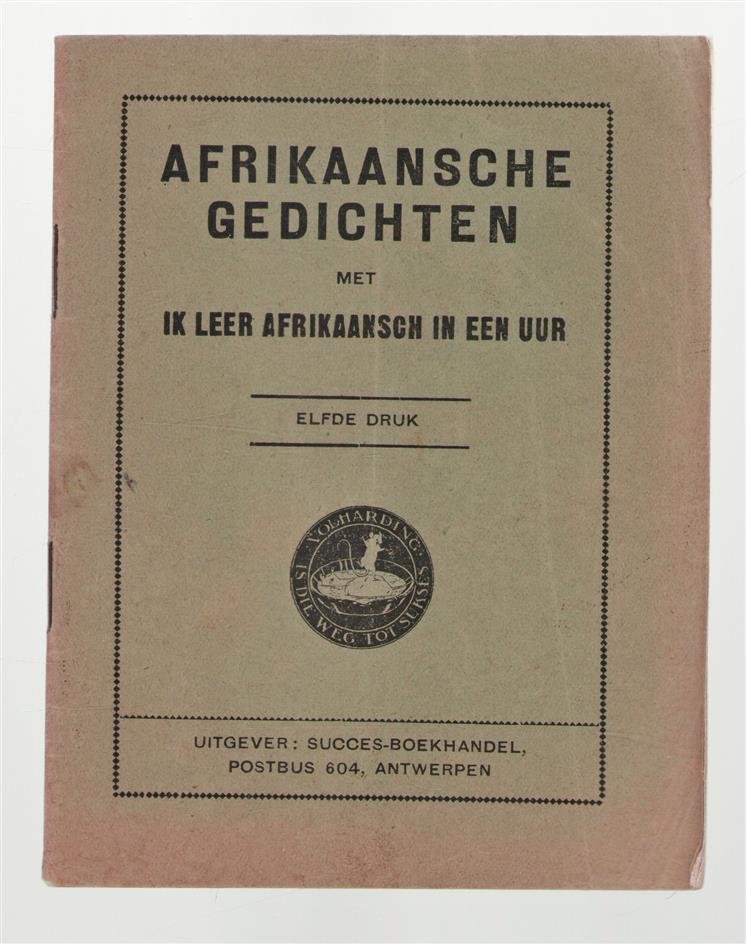 AFRIKAANSCHE
GEDICHTEN
MET
IK LEER AFRIKAANSCH IN EEN UUR
ELFDE DRUK
VOLHARDING
IS DIE WEG TOT SUKSES
UITGEVER: SUCCES-BOEKHANDEL,
POSTBUS 604, ANTWERPEN